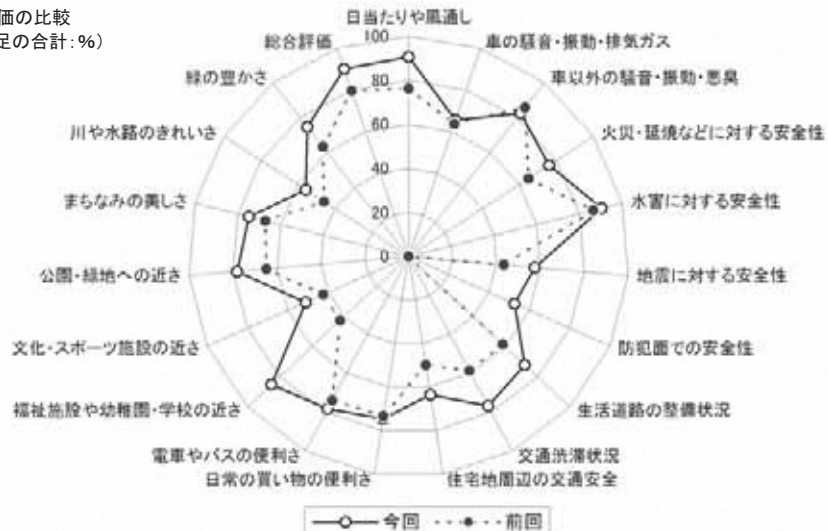 価の比較
足の合計：％）
日当たりや風通し
車の騒音・振動・排気ガス
車以外の騒音・振動・悪臭
火災・延焼などに対する安全性
水害に対する安全性
地震に対する安全性
防犯面での安全性
生活道路の整備状況
交通渋滞状況
住宅地周辺の交通安全
日常の買い物の便利さ
電車やバスの便利さ
福祉施設や幼稚園・学校の近さ
文化・スポーツ施設の近さ
公園・緑地への近さ
まちなみの美しさ
川や水路のきれいさ
緑の豊かさ
総合評価
100
80
60
40
20
0
今回
前回